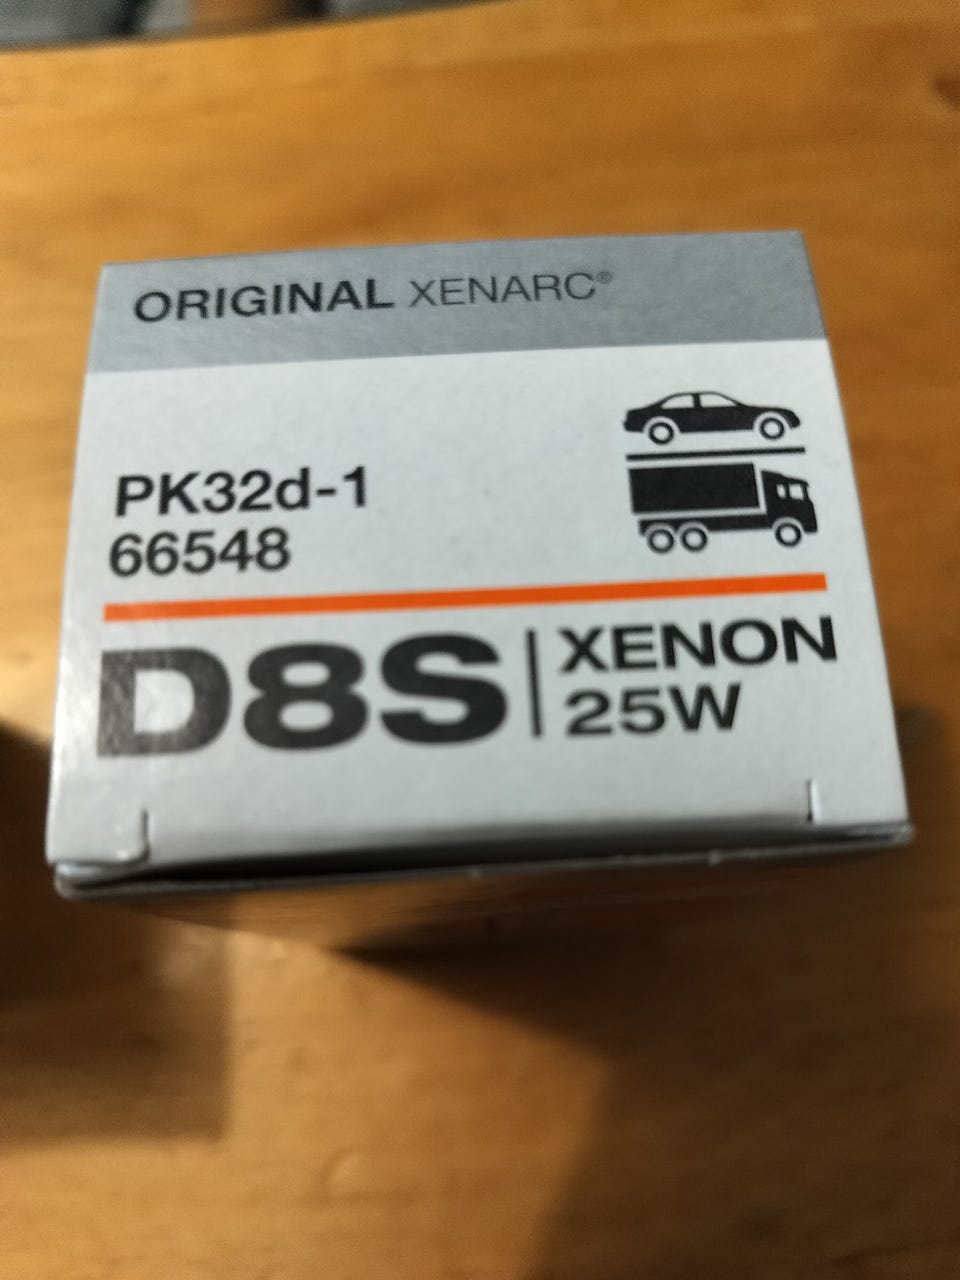 ORIGINAL XENARC®
PK32d-1
66548
D8S | XENON
25W